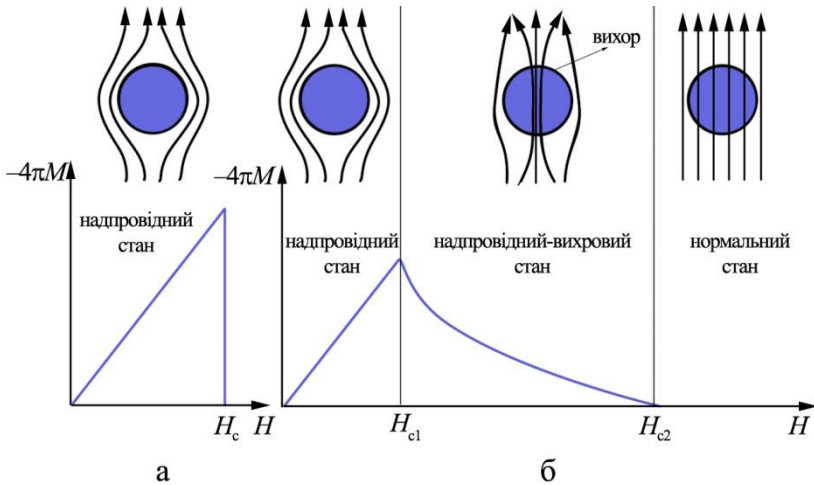 вихор
–4πM
–4πM
надпровідний
стан
надпровідний
стан
надпровідний-вихровий
стан
нормальний
стан
Hc
H
Hc1
Hc2
H
а
б